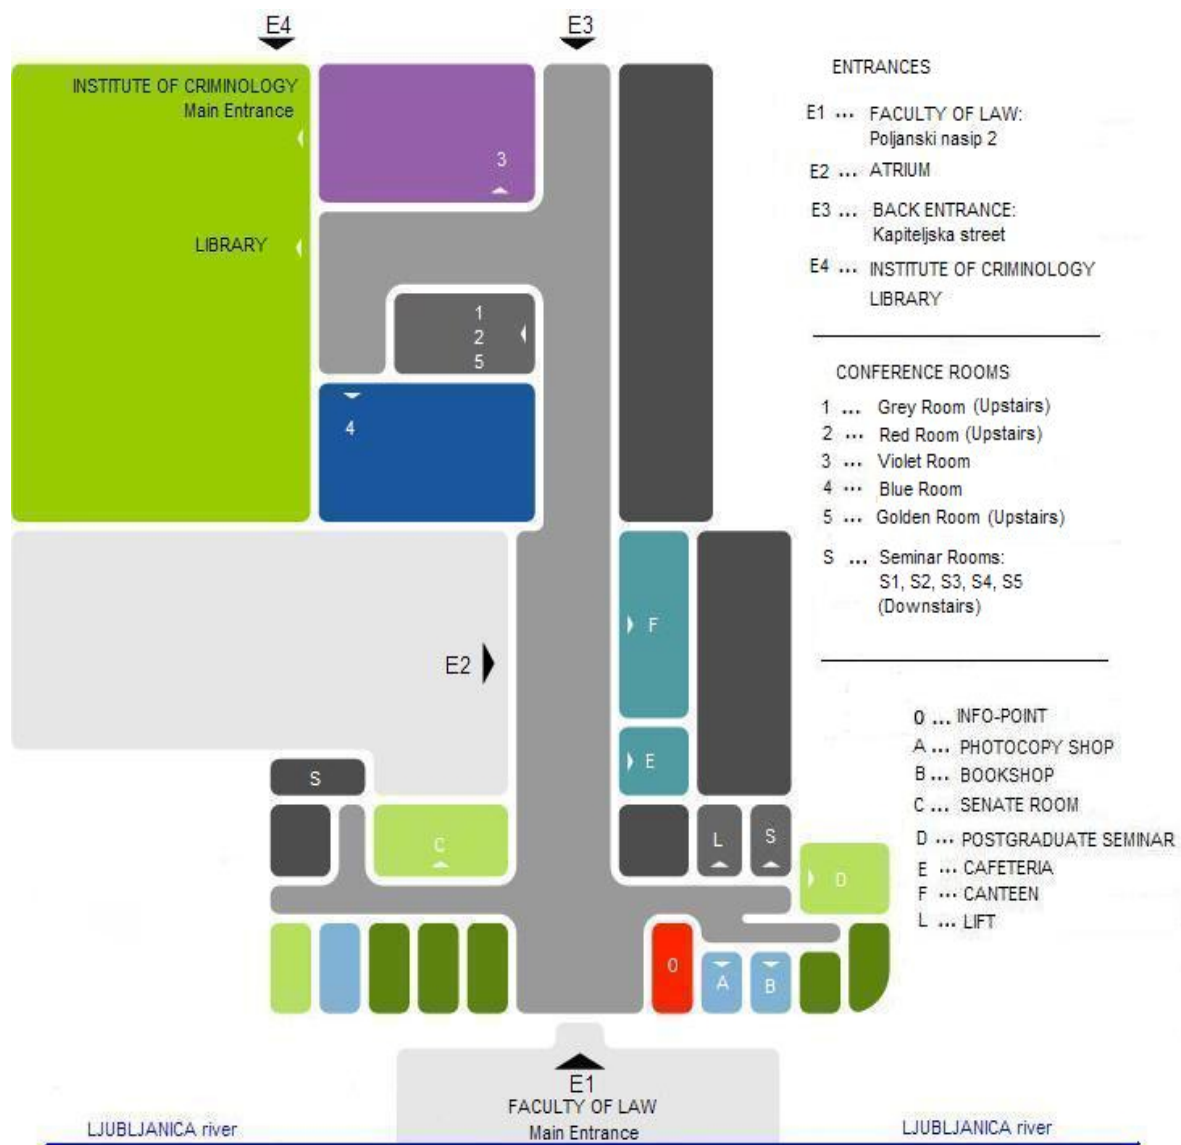 E4
E3
INSTITUTE OF CRIMINOLOGY
Main Entrance
3
LIBRARY
1
2
5
4
F
E2
E
S
C
L
S
D
0
A
B
E1
FACULTY OF LAW
Main Entrance
LJUBLJANICA river
LJUBLJANICA river
ENTRANCES
E1 ... FACULTY OF LAW:
Poljanski nasip 2
E2 ... ATRIUM
E3 ... BACK ENTRANCE:
Kapiteljska street
E4 ... INSTITUTE OF CRIMINOLOGY
LIBRARY
CONFERENCE ROOMS
1 ... Grey Room (Upstairs)
2 ... Red Room (Upstairs)
3 ... Violet Room
4 ... Blue Room
5 ... Golden Room (Upstairs)
S ... Seminar Rooms:
S1, S2, S3, S4, S5
(Downstairs)
0 ... INFO-POINT
A ... PHOTOCOPY SHOP
B ... BOOKSHOP
C ... SENATE ROOM
D ... POSTGRADUATE SEMINAR
E ... CAFETERIA
F ... CANTEEN
L ... LIFT